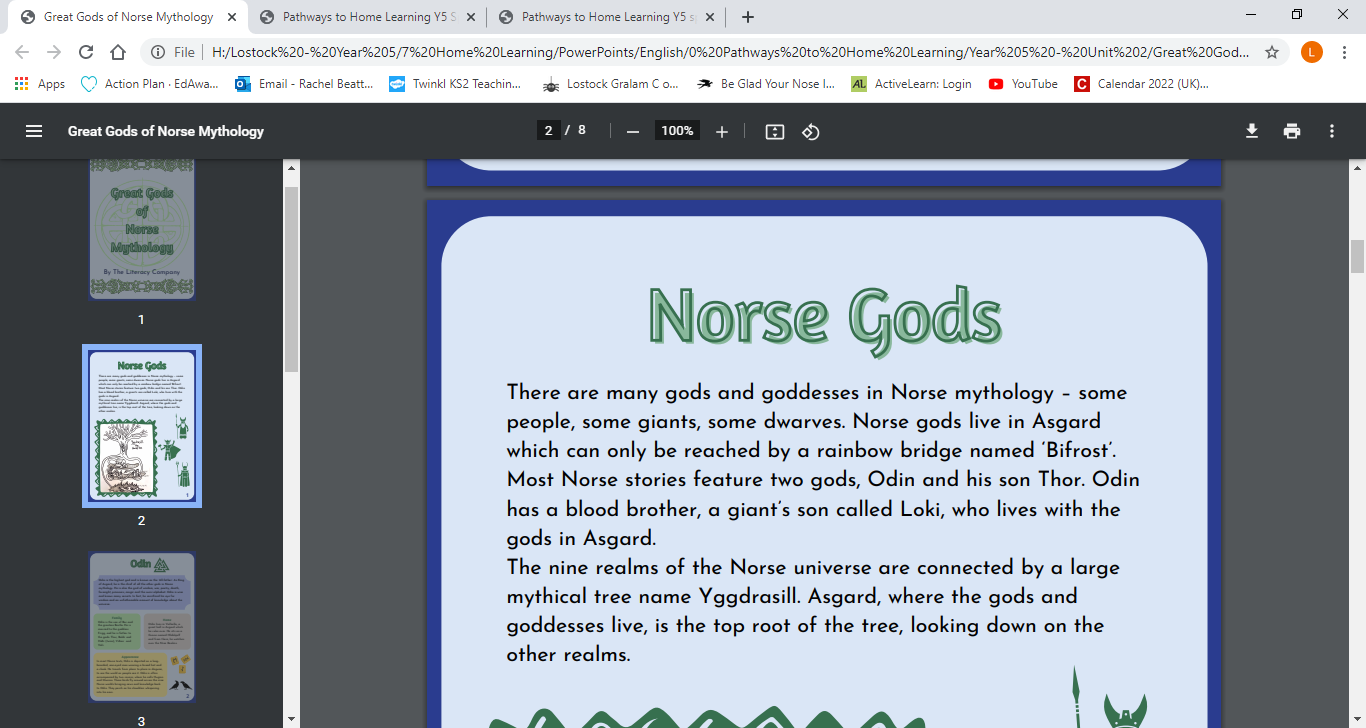 Great Gods of Norse Mythology
Pathways to Home Learning Y5 S
Pathways to Home Learning Y5 s
File
H:/Lostock%20-%20Year%205/7%20Home%20Learning/PowerPoints/English/0%20Pathways%20to%20Home%20Learning/Year%205%20-%20Unit%202/Great%20God...
L
Apps
Action Plan · EdAwa...
Email - Rachel Beatt...
Twinkl KS2 Teachin...
Lostock Gralam C o...
Be Glad Your Nose I...
AL
ActiveLearn: Login
YouTube
C
Calendar 2022 (UK)...
Great Gods of Norse Mythology
2 / 8
100%
Great Gods
of
Norse
Mythology
By The Literacy Company
1
Norse Gods
2
Odin
3
Norse Gods
There are many gods and goddesses in Norse mythology – some
people, some giants, some dwarves. Norse gods live in Asgard
which can only be reached by a rainbow bridge named ‘Bifrost’.
Most Norse stories feature two gods, Odin and his son Thor. Odin
has a blood brother, a giant’s son called Loki, who lives with the
gods in Asgard.
The nine realms of the Norse universe are connected by a large
mythical tree name Yggdrasill. Asgard, where the gods and
goddesses live, is the top root of the tree, looking down on the
other realms.